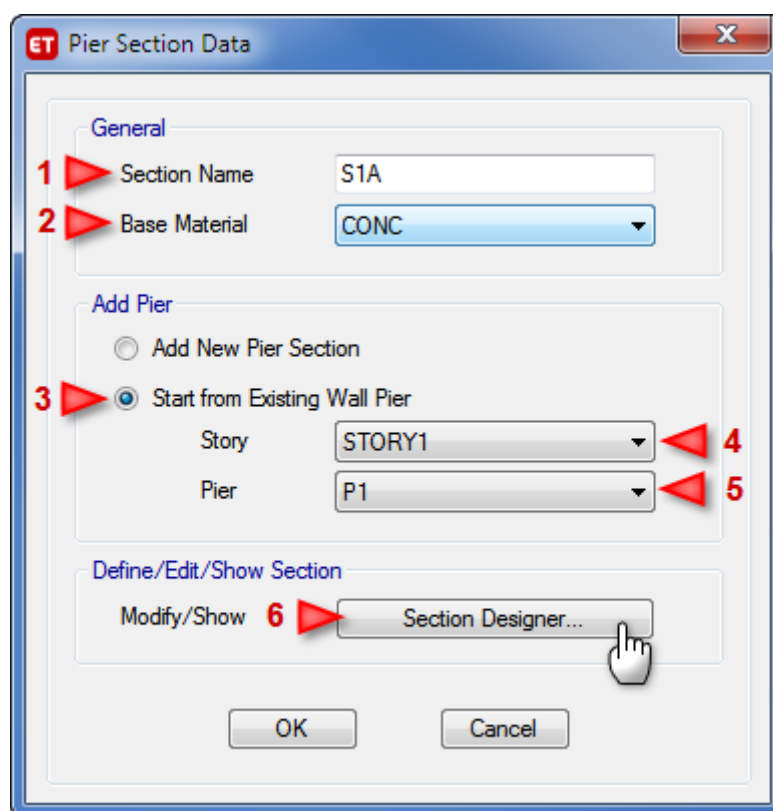 ET Pier Section Data
General
1 Section Name S1A
2 Base Material CONC
Add Pier
Add New Pier Section
3 Start from Existing Wall Pier
Story STORY1 4
Pier P1 5
Define/Edit/Show Section
Modify/Show 6 Section Designer...
OK Cancel